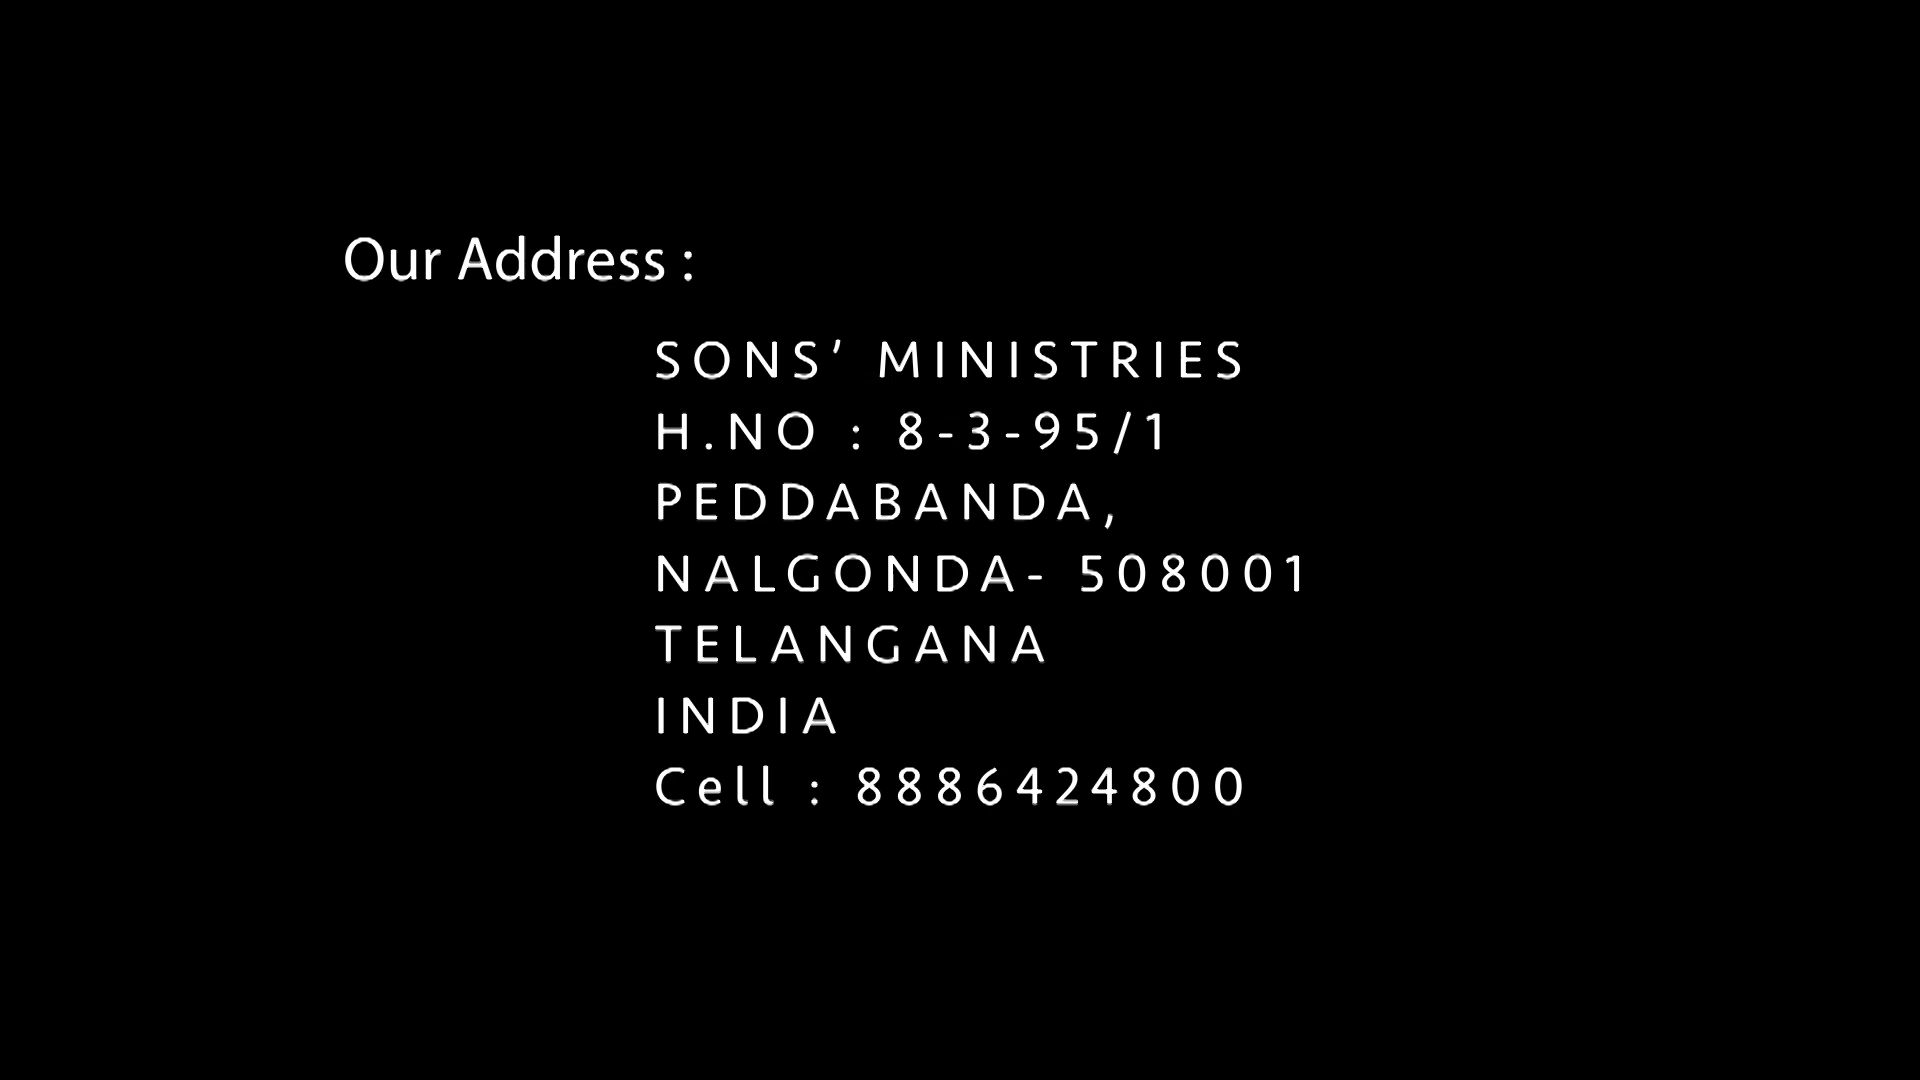 Our Address :
SONS’ MINISTRIES
H.NO : 8-3-95/1
PEDDABANDA,
NALGONDA- 508001
TELANGANA
INDIA
Cell : 8886424800